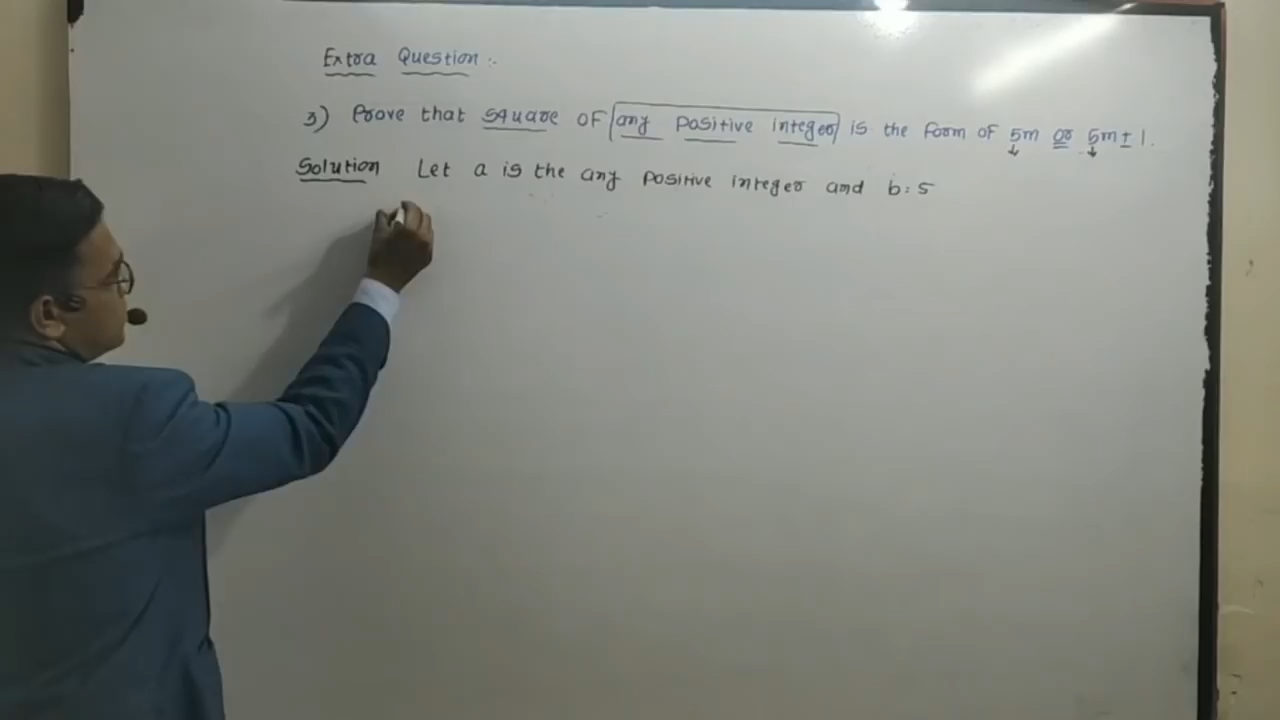 Extra Question :-
3) Prove that square of any positive integer is the form of 5m or 5m ± 1.
Solution Let a is the any positive integer and b = 5